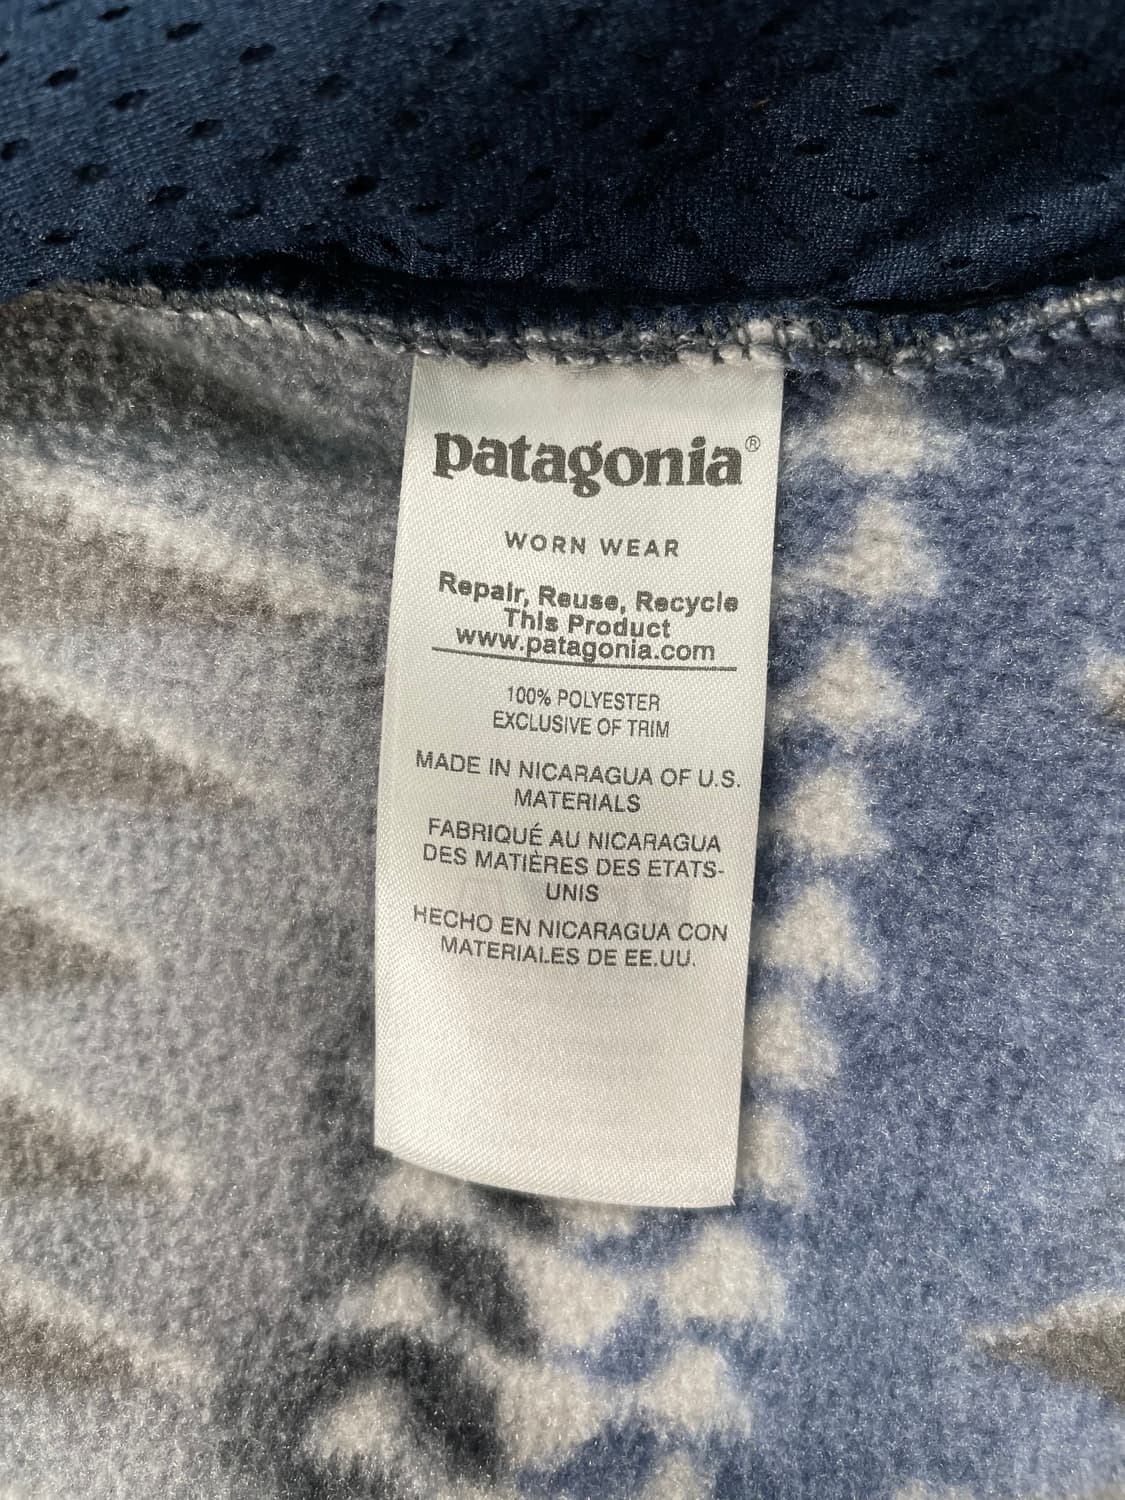 patagonia®
WORN WEAR
Repair, Reuse, Recycle
This Product
www.patagonia.com
100% POLYESTER
EXCLUSIVE OF TRIM
MADE IN NICARAGUA OF U.S.
MATERIALS
FABRIQUÉ AU NICARAGUA
DES MATIÈRES DES ETATS-
UNIS
HECHO EN NICARAGUA CON
MATERIALES DE EE.UU.